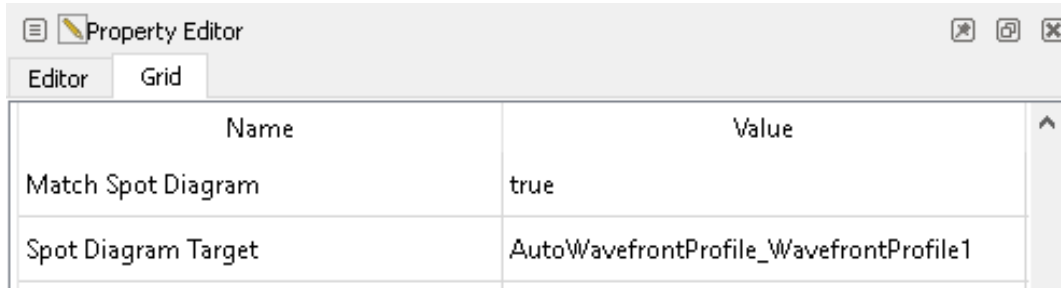 Property Editor
Editor Grid
Name Value
Match Spot Diagram true
Spot Diagram Target AutoWavefrontProfile_WavefrontProfile1